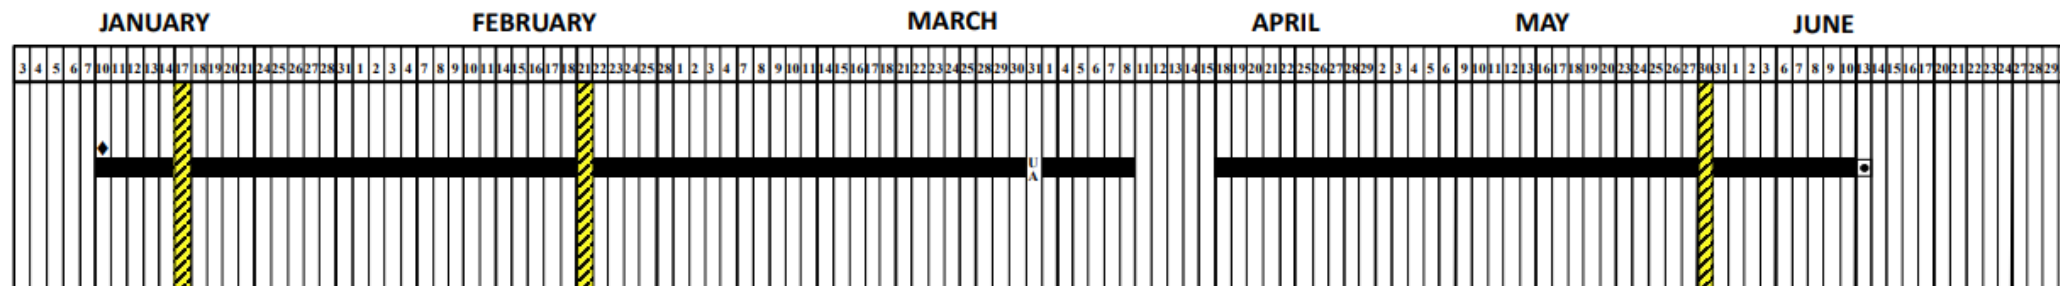 JANUARY FEBRUARY MARCH APRIL MAY JUNE
3 4 5 6 7 10 11 12 13 14 17 18 19 20 21 24 25 26 27 28 31 1 2 3 4 7 8 9 10 11 14 15 16 17 18 21 22 23 24 25 28 1 2 3 4 7 8 9 10 11 14 15 16 17 18 21 22 23 24 25 28 29 30 31 1 4 5 6 7 8 11 12 13 14 15 18 19 20 21 22 25 26 27 28 29 2 3 4 5 6 9 10 11 12 13 16 17 18 19 20 23 24 25 26 27 30 31 1 2 3 6 7 8 9 10 13 14 15 16 17 20 21 22 23 24 27 28 29
U
A